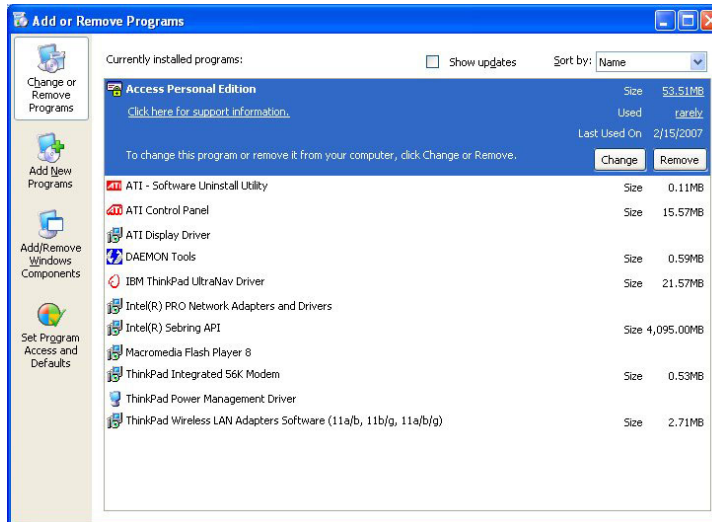 Add or Remove Programs
Change or
Remove
Programs
Add New
Programs
Add/Remove
Windows
Components
Set Program
Access and
Defaults
Currently installed programs:
Show updates
Sort by: Name
Access Personal Edition Size 53.51MB
Click here for support information. Used rarely
Last Used On 2/15/2007
To change this program or remove it from your computer, click Change or Remove. Change Remove
ATI ATI - Software Uninstall Utility Size 0.11MB
ATI ATI Control Panel Size 15.57MB
ATI Display Driver
DAEMON Tools Size 0.59MB
IBM ThinkPad UltraNav Driver Size 21.57MB
Intel(R) PRO Network Adapters and Drivers
Intel(R) Sebring API Size 4,095.00MB
Macromedia Flash Player 8
ThinkPad Integrated 56K Modem Size 0.53MB
ThinkPad Power Management Driver
ThinkPad Wireless LAN Adapters Software (11a/b, 11b/g, 11a/b/g) Size 2.71MB